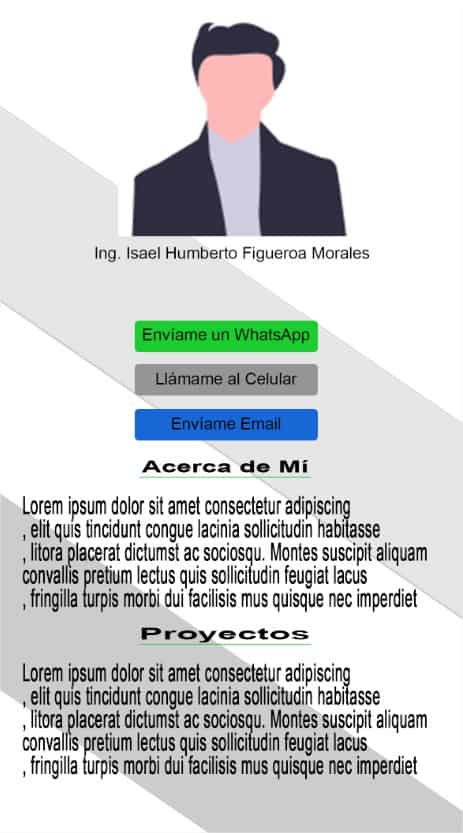 Ing. Isael Humberto Figueroa Morales
Envíame un WhatsApp
Llámame al Celular
Envíame Email
Acerca de Mí
Lorem ipsum dolor sit amet consectetur adipiscing
, elit quis tincidunt congue lacinia sollicitudin habitasse
, litora placerat dictumst ac sociosqu. Montes suscipit aliquam
convallis pretium lectus quis sollicitudin feugiat lacus
, fringilla turpis morbi dui facilisis mus quisque nec imperdiet
Proyectos
Lorem ipsum dolor sit amet consectetur adipiscing
, elit quis tincidunt congue lacinia sollicitudin habitasse
, litora placerat dictumst ac sociosqu. Montes suscipit aliquam
convallis pretium lectus quis sollicitudin feugiat lacus
, fringilla turpis morbi dui facilisis mus quisque nec imperdiet